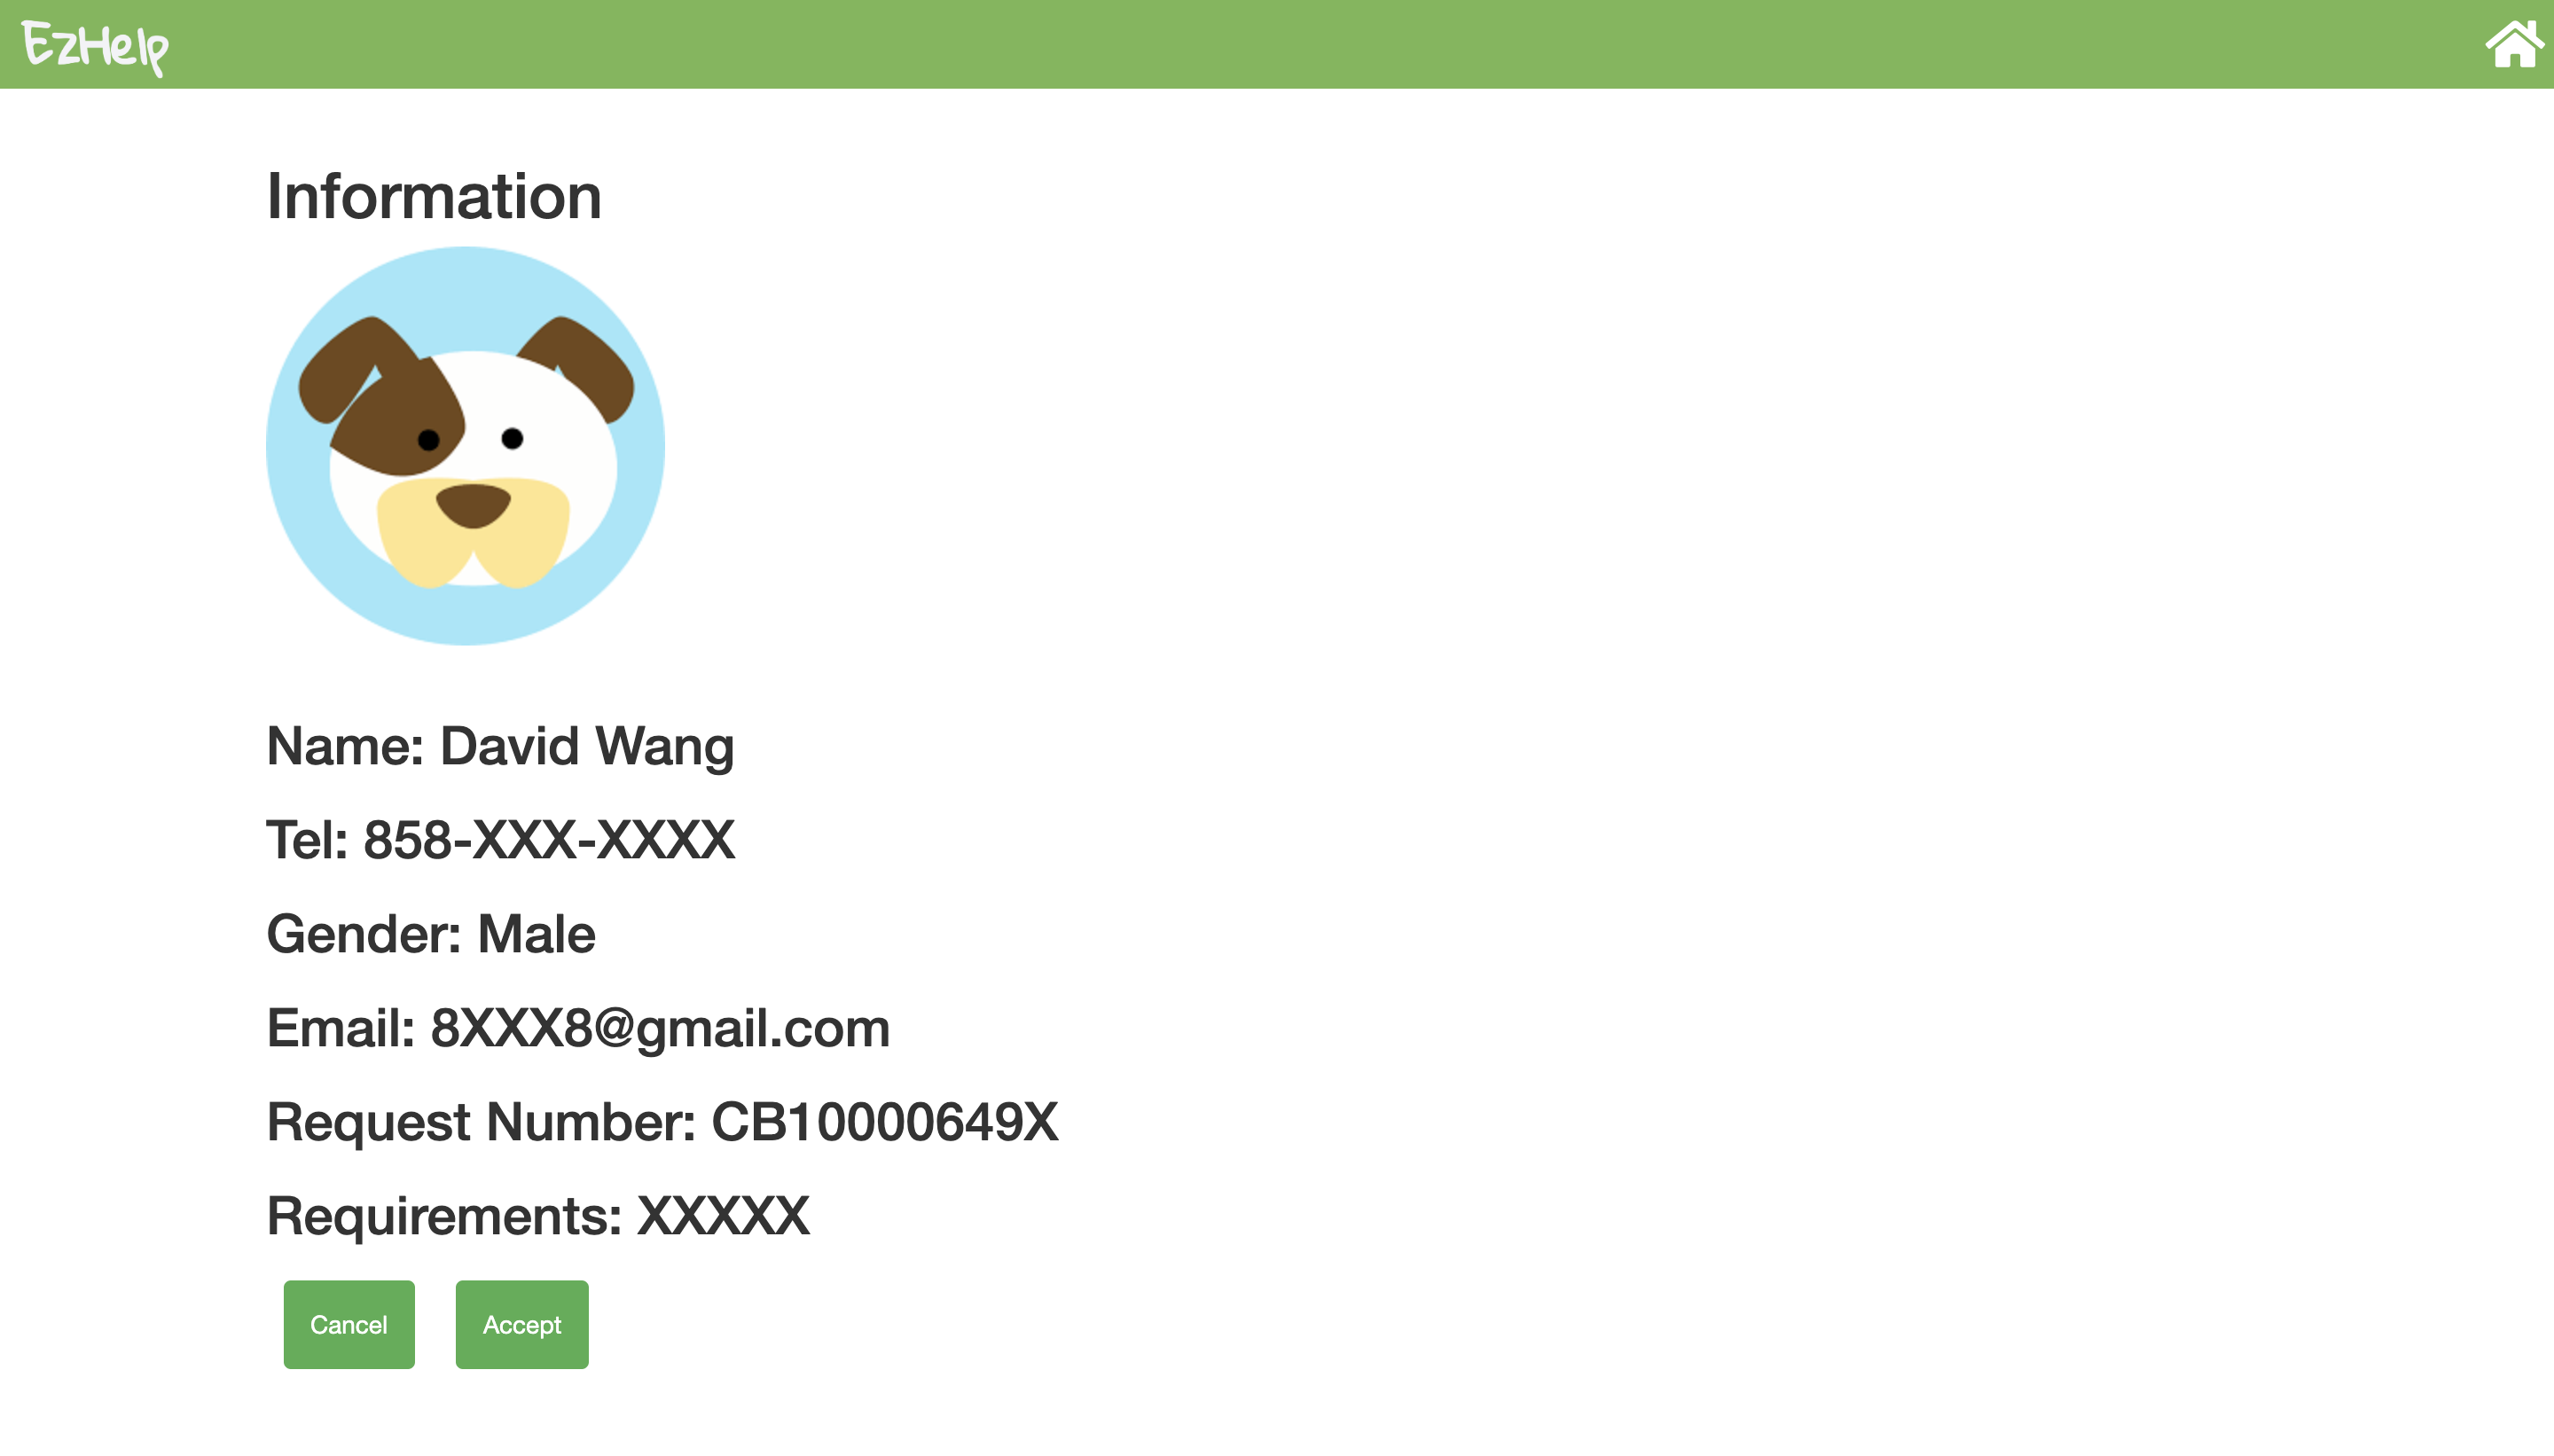 EzHelp
Information
Name: David Wang
Tel: 858-XXX-XXXX
Gender: Male
Email: 8XXX8@gmail.com
Request Number: CB10000649X
Requirements: XXXXX
Cancel Accept